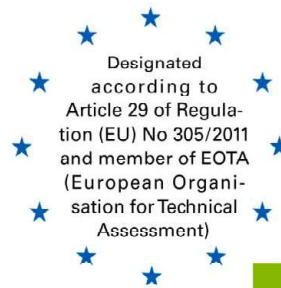 Designated
according to
Article 29 of Regula-
tion (EU) No 305/2011
and member of EOTA
(European Organi-
sation for Technical
Assessment)